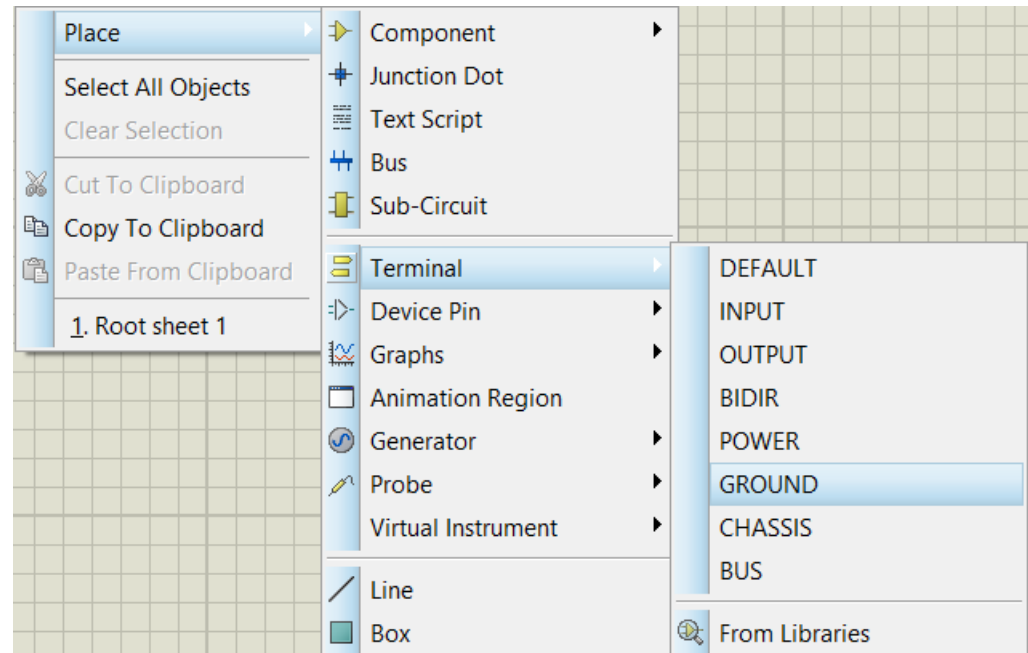 Place
Select All Objects
Clear Selection
Cut To Clipboard
Copy To Clipboard
Paste From Clipboard
1. Root sheet 1
Component
Junction Dot
Text Script
Bus
Sub-Circuit
Terminal
Device Pin
Graphs
Animation Region
Generator
Probe
Virtual Instrument
Line
Box
DEFAULT
INPUT
OUTPUT
BIDIR
POWER
GROUND
CHASSIS
BUS
From Libraries